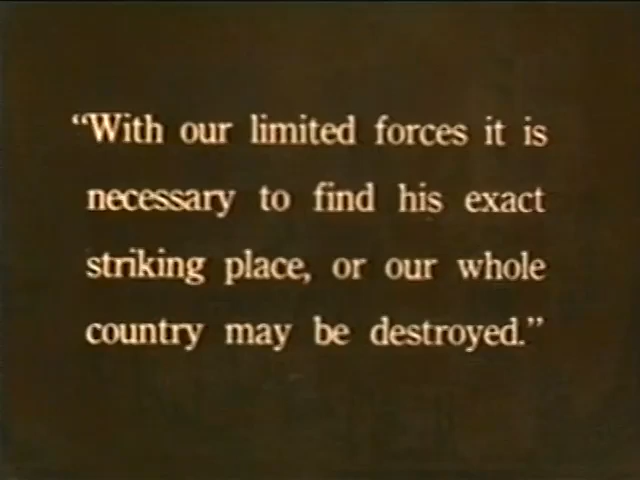 “With our limited forces it is
necessary to find his exact
striking place, or our whole
country may be destroyed.”